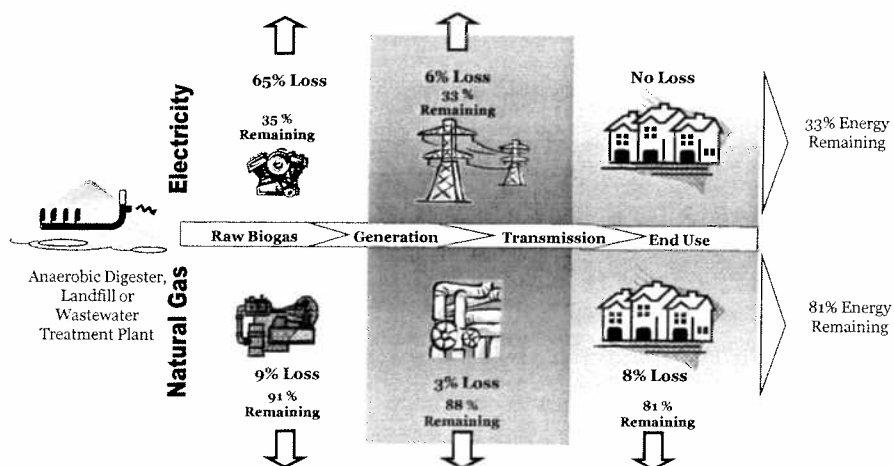 Electricity
65% Loss
35%
Remaining
6% Loss
33%
Remaining
No Loss
33% Energy
Remaining
Raw Biogas
Generation
Transmission
End Use
Anaerobic Digester,
Landfill or
Wastewater
Treatment Plant
Natural Gas
9% Loss
91%
Remaining
3% Loss
88%
Remaining
8% Loss
81%
Remaining
81% Energy
Remaining